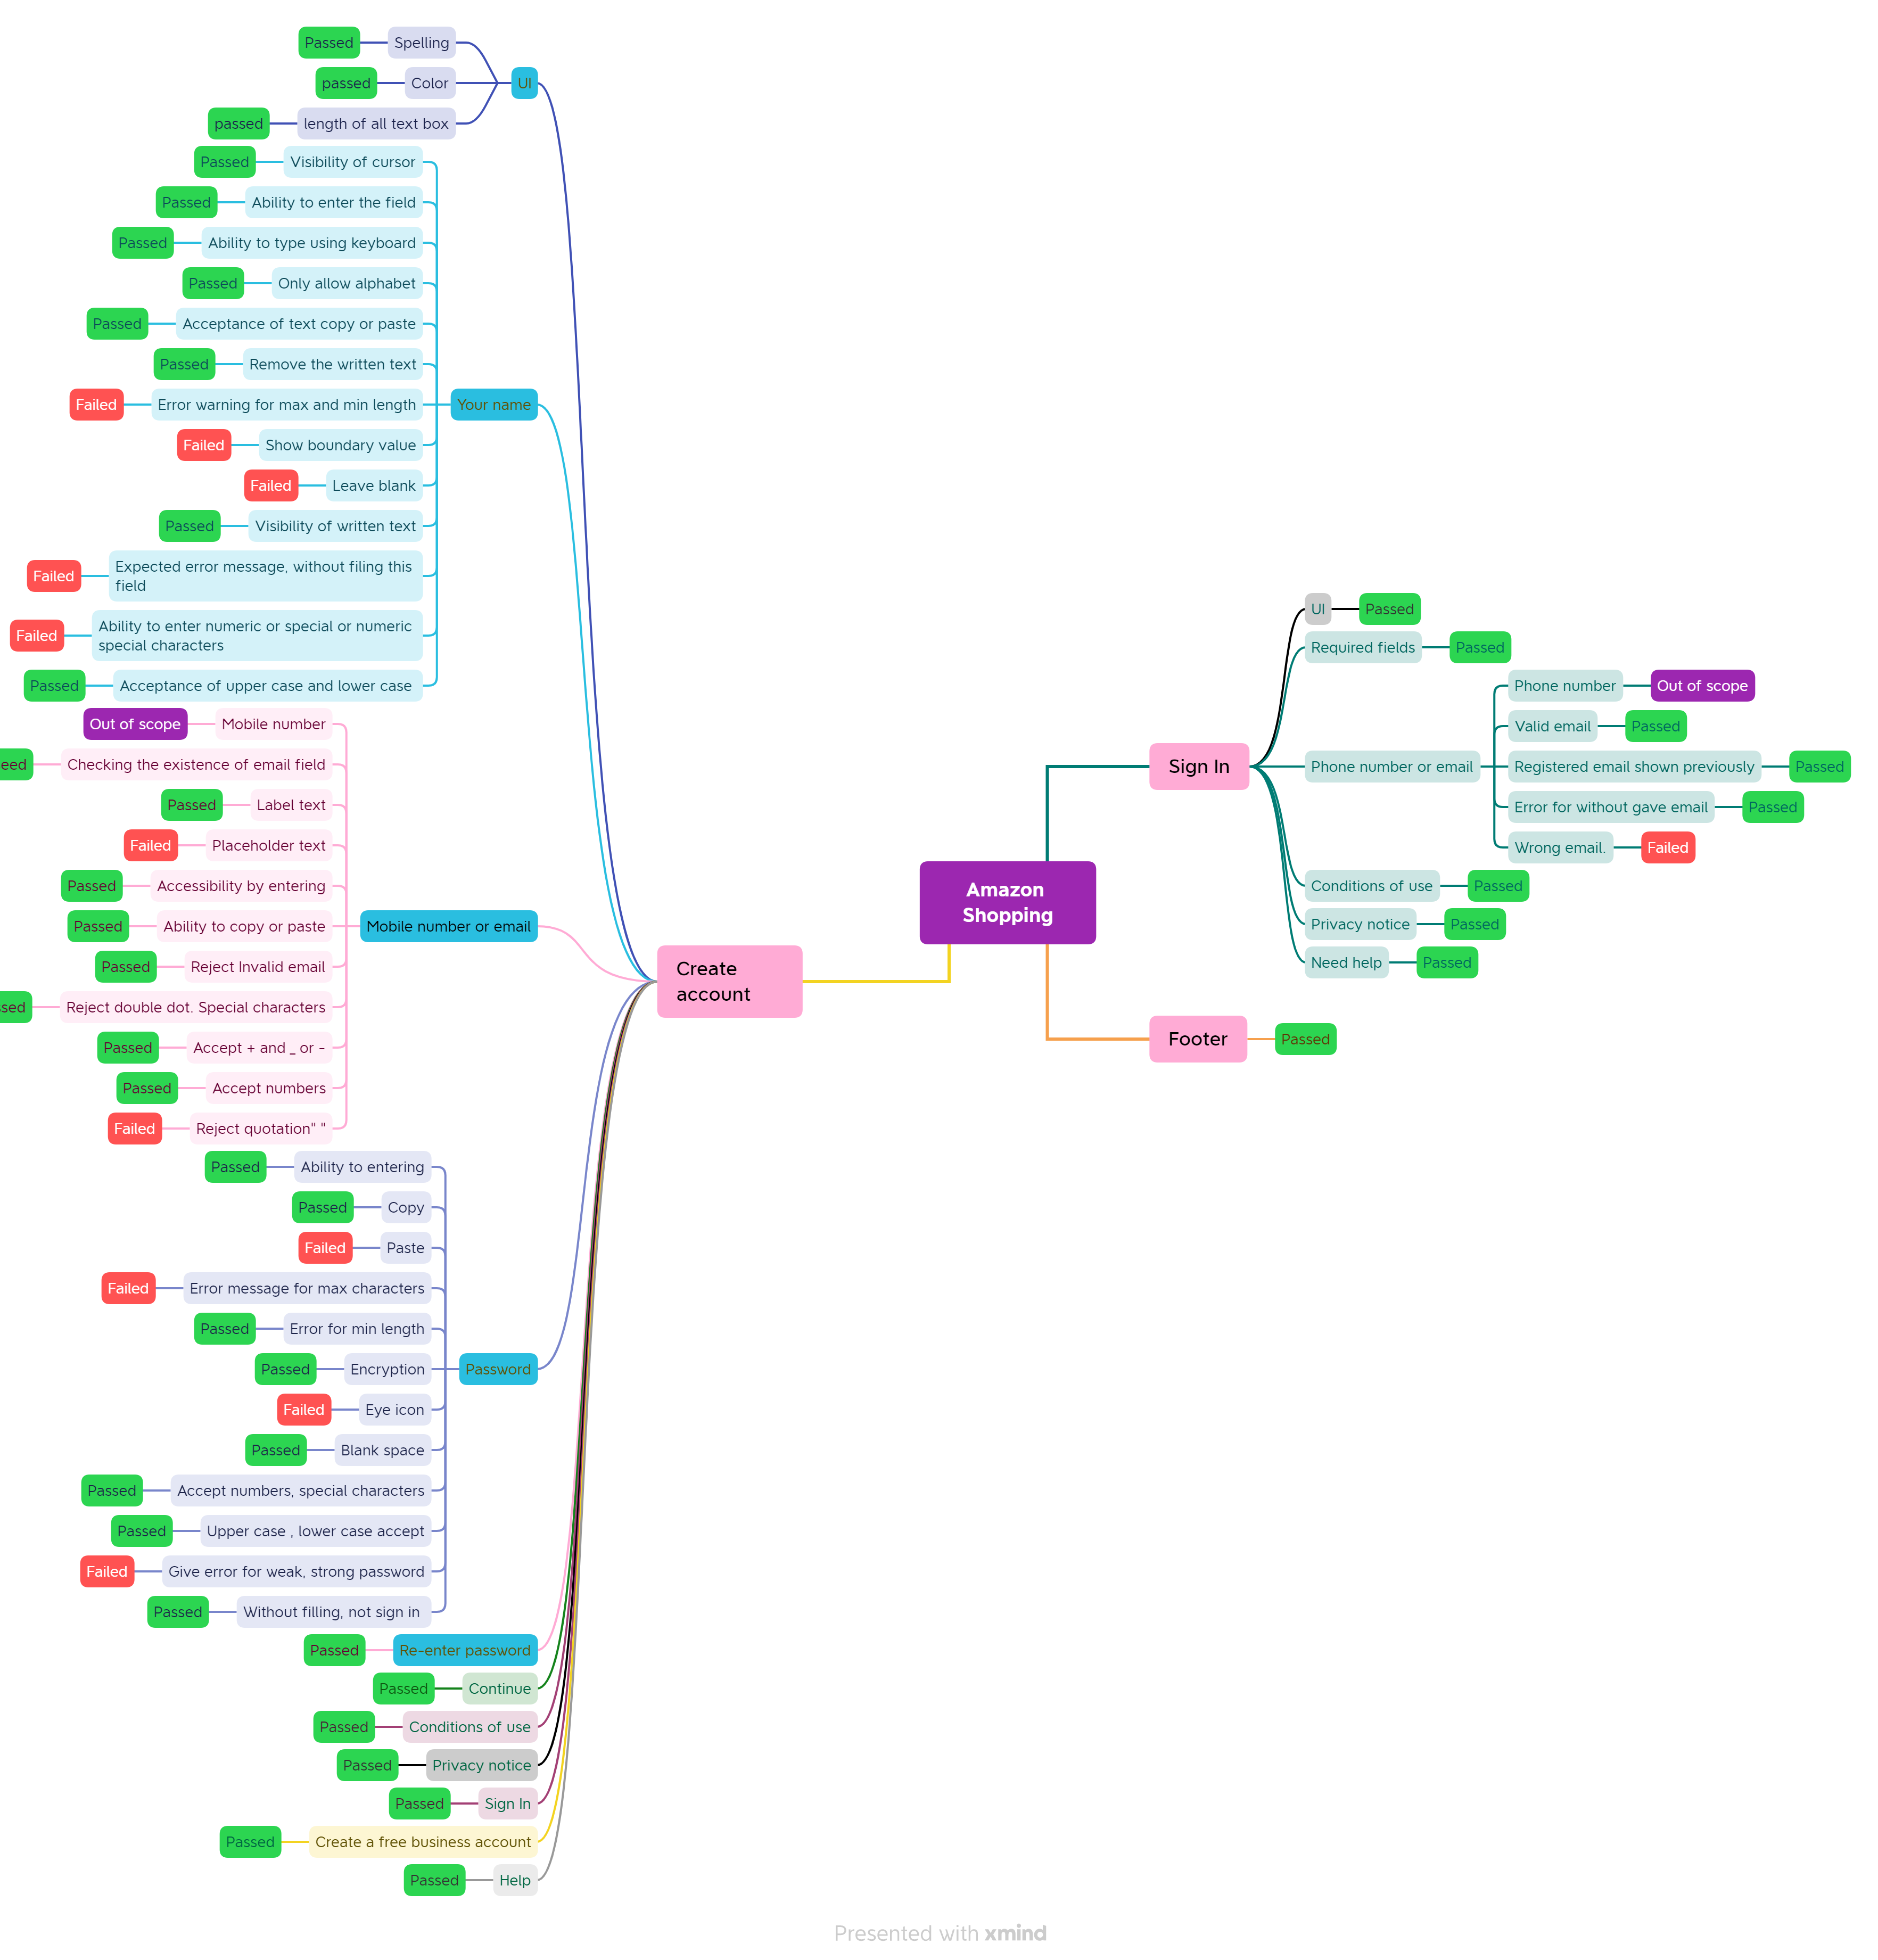 Passed
Spelling
passed
Color
UI
passed
length of all text box
Passed
Visibility of cursor
Passed
Ability to enter the field
Passed
Ability to type using keyboard
Passed
Only allow alphabet
Passed
Acceptance of text copy or paste
Passed
Remove the written text
Failed
Error warning for max and min length
Your name
Failed
Show boundary value
Failed
Leave blank
Passed
Visibility of written text
Failed
Expected error message, without filing this
field
Failed
Ability to enter numeric or special or numeric
special characters
Passed
Acceptance of upper case and lower case
Out of scope
Mobile number
Checking the existence of email field
Passed
Label text
Failed
Placeholder text
Passed
Accessibility by entering
Passed
Ability to copy or paste
Mobile number or email
Passed
Reject Invalid email
Reject double dot. Special characters
Passed
Accept + and _ or -
Passed
Accept numbers
Failed
Reject quotation" "
Passed
Ability to entering
Passed
Copy
Failed
Paste
Failed
Error message for max characters
Passed
Error for min length
Passed
Encryption
Password
Failed
Eye icon
Passed
Blank space
Passed
Accept numbers, special characters
Passed
Upper case , lower case accept
Failed
Give error for weak, strong password
Passed
Without filling, not sign in
Passed
Re-enter password
Passed
Continue
Passed
Conditions of use
Passed
Privacy notice
Passed
Sign In
Passed
Create a free business account
Passed
Help
Create
account
Amazon
Shopping
Sign In
UI
Passed
Required fields
Passed
Phone number or email
Phone number
Out of scope
Valid email
Passed
Registered email shown previously
Passed
Error for without gave email
Passed
Wrong email.
Failed
Conditions of use
Passed
Privacy notice
Passed
Need help
Passed
Footer
Passed
Presented with xmind